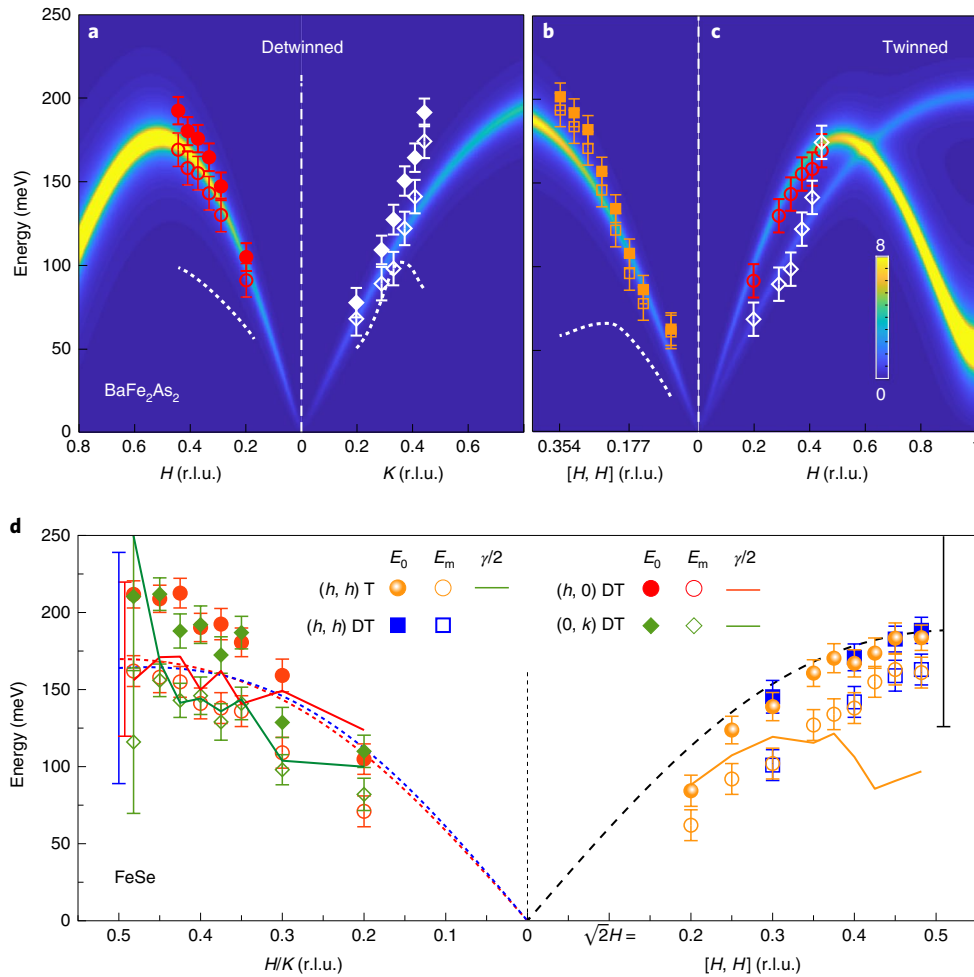 a
Detwinned
b
c
Twinned
250
200
150
100
50
0
Energy (meV)
BaFe2As2
8
0
0.8 0.6 0.4 0.2 0 0.2 0.4 0.6 0.8
H (r.l.u.) K (r.l.u.)
0.354 0.177 0 0.2 0.4 0.6 0.8 1
[H, H] (r.l.u.) H (r.l.u.)
d
250
200
150
100
50
0
Energy (meV)
E0 Em γ/2 E0 Em γ/2
(h, h) T (h, 0) DT
(h, h) DT (0, k) DT
FeSe
0.5 0.4 0.3 0.2 0.1 0 √2H = 0.2 0.3 0.4 0.5
H/K (r.l.u.) [H, H] (r.l.u.)